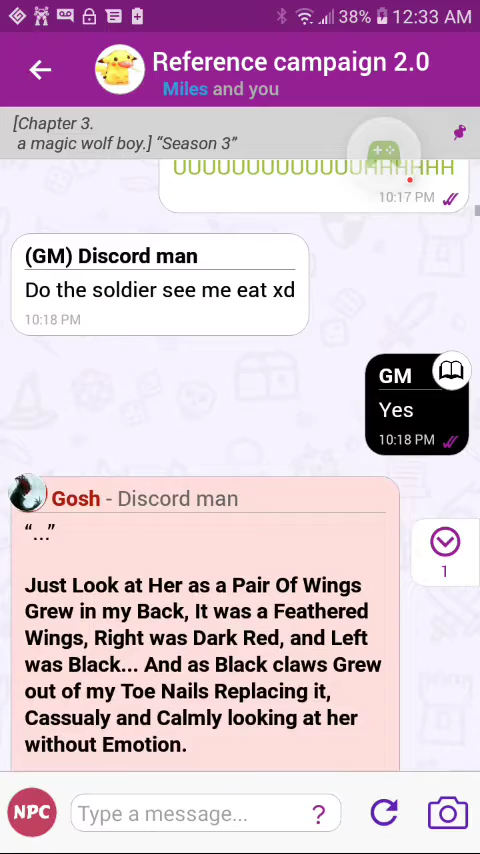 38% 12:33 AM
Reference campaign 2.0
Miles and you
[Chapter 3.
a magic wolf boy.] “Season 3”
10:17 PM
(GM) Discord man
Do the soldier see me eat xd
10:18 PM
GM
Yes
10:18 PM
Gosh - Discord man
“...”
1
Just Look at Her as a Pair Of Wings
Grew in my Back, It was a Feathered
Wings, Right was Dark Red, and Left
was Black... And as Black claws Grew
out of my Toe Nails Replacing it,
Cassualy and Calmly looking at her
without Emotion.
NPC
Type a message...
?